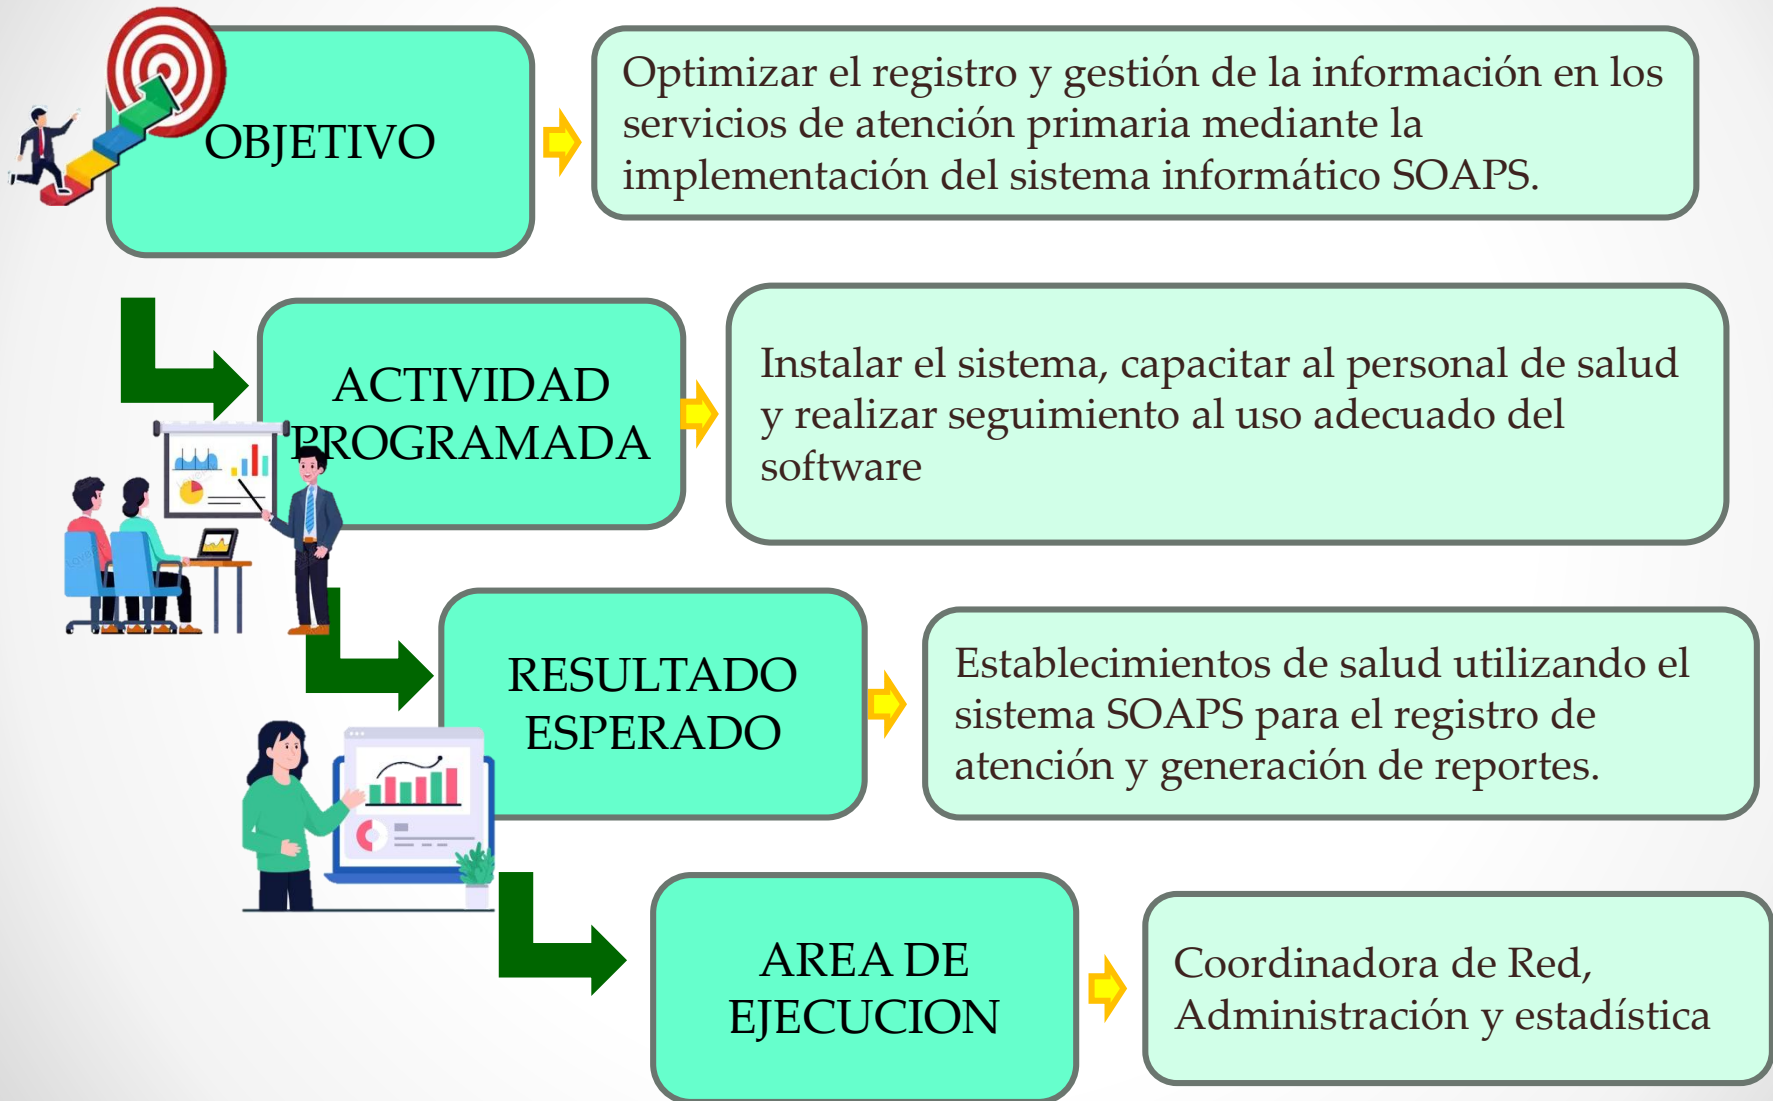 OBJETIVO
Optimizar el registro y gestión de la información en los
servicios de atención primaria mediante la
implementación del sistema informático SOAPS.
ACTIVIDAD
PROGRAMADA
Instalar el sistema, capacitar al personal de salud
y realizar seguimiento al uso adecuado del
software
RESULTADO
ESPERADO
Establecimientos de salud utilizando el
sistema SOAPS para el registro de
atención y generación de reportes.
AREA DE
EJECUCION
Coordinadora de Red,
Administración y estadística